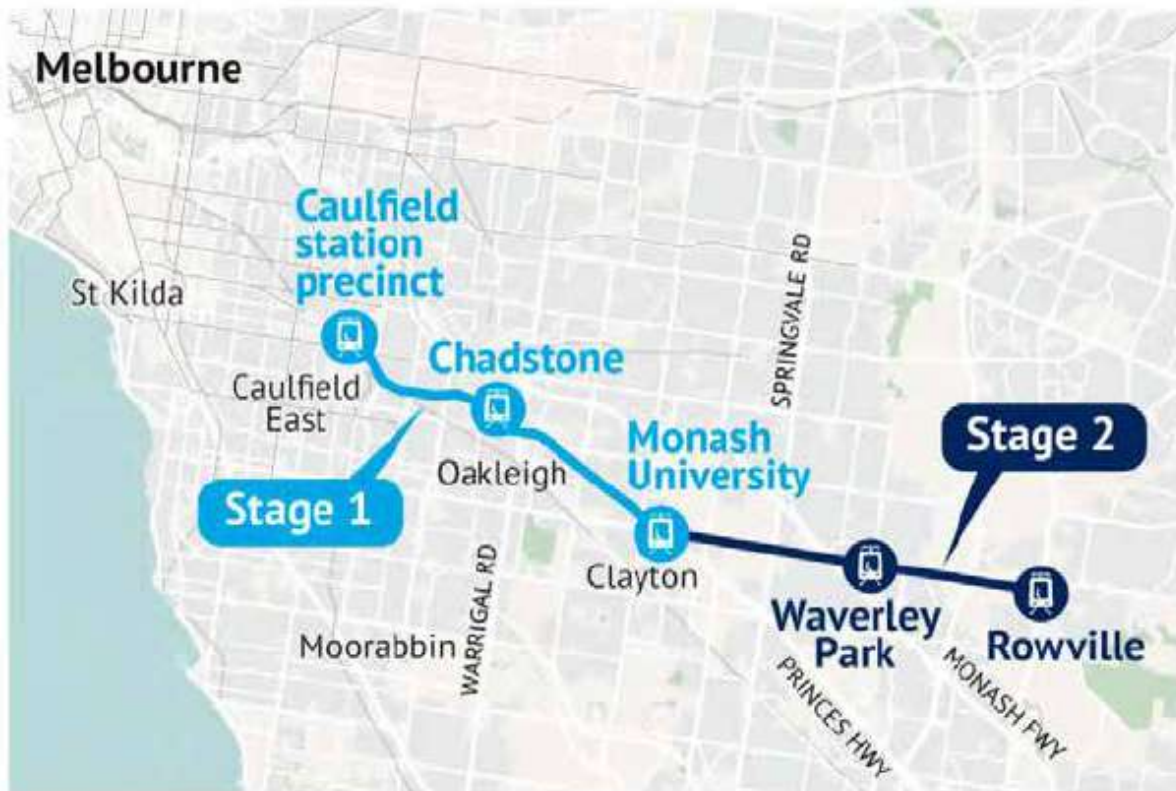 Melbourne
Caulfield
station
precinct
St Kilda
SPRINGVALE RD
Chadstone
Caulfield
East
Stage 2
Monash
University
Oakleigh
Stage 1
Clayton
WARRIGAL RD
Waverley
Park
Rowville
Moorabbin
PRINCES HWY
MONASH FWY